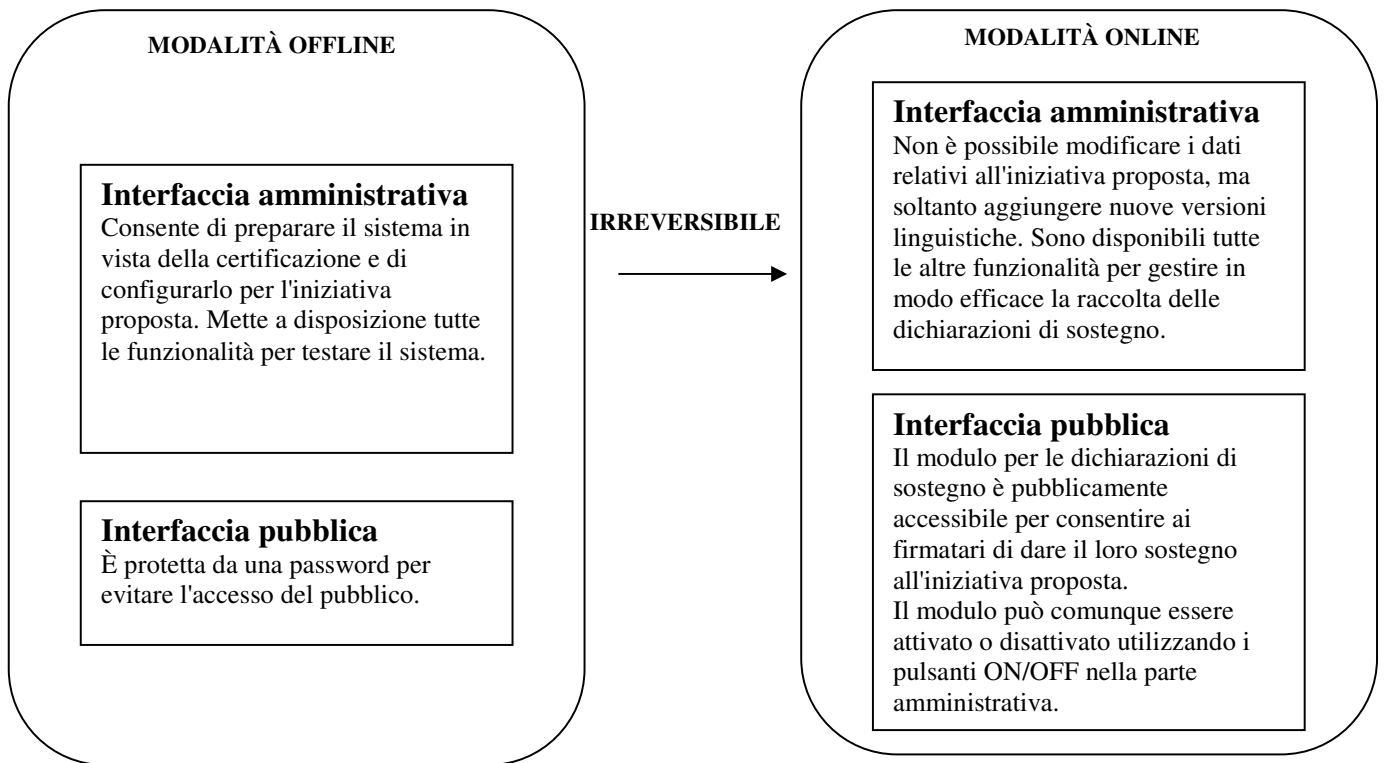 MODALITÀ OFFLINE
Interfaccia amministrativa
Consente di preparare il sistema in
vista della certificazione e di
configurarlo per l'iniziativa
proposta. Mette a disposizione tutte
le funzionalità per testare il sistema.
Interfaccia pubblica
È protetta da una password per
evitare l'accesso del pubblico.
IRREVERSIBILE
MODALITÀ ONLINE
Interfaccia amministrativa
Non è possibile modificare i dati
relativi all'iniziativa proposta, ma
soltanto aggiungere nuove versioni
linguistiche. Sono disponibili tutte
le altre funzionalità per gestire in
modo efficace la raccolta delle
dichiarazioni di sostegno.
Interfaccia pubblica
Il modulo per le dichiarazioni di
sostegno è pubblicamente
accessibile per consentire ai
firmatari di dare il loro sostegno
all'iniziativa proposta.
Il modulo può comunque essere
attivato o disattivato utilizzando i
pulsanti ON/OFF nella parte
amministrativa.